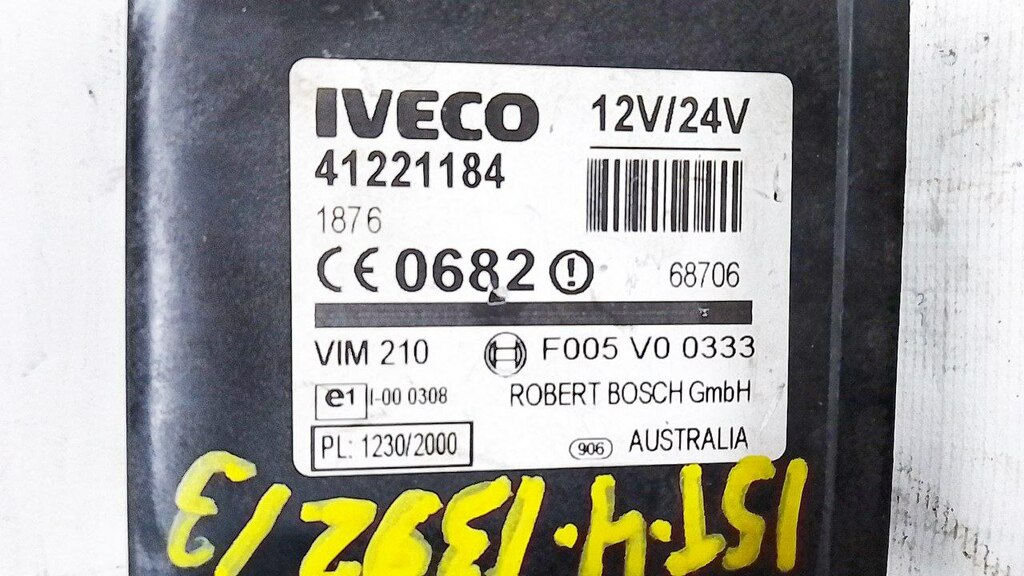 IVECO 12V/24V
41221184
1876
CE 0682 68706
VIM 210 F005 V0 0333
e1 I-00 0308 ROBERT BOSCH GmbH
PL: 1230/2000 906 AUSTRALIA
15T.4.1392/3